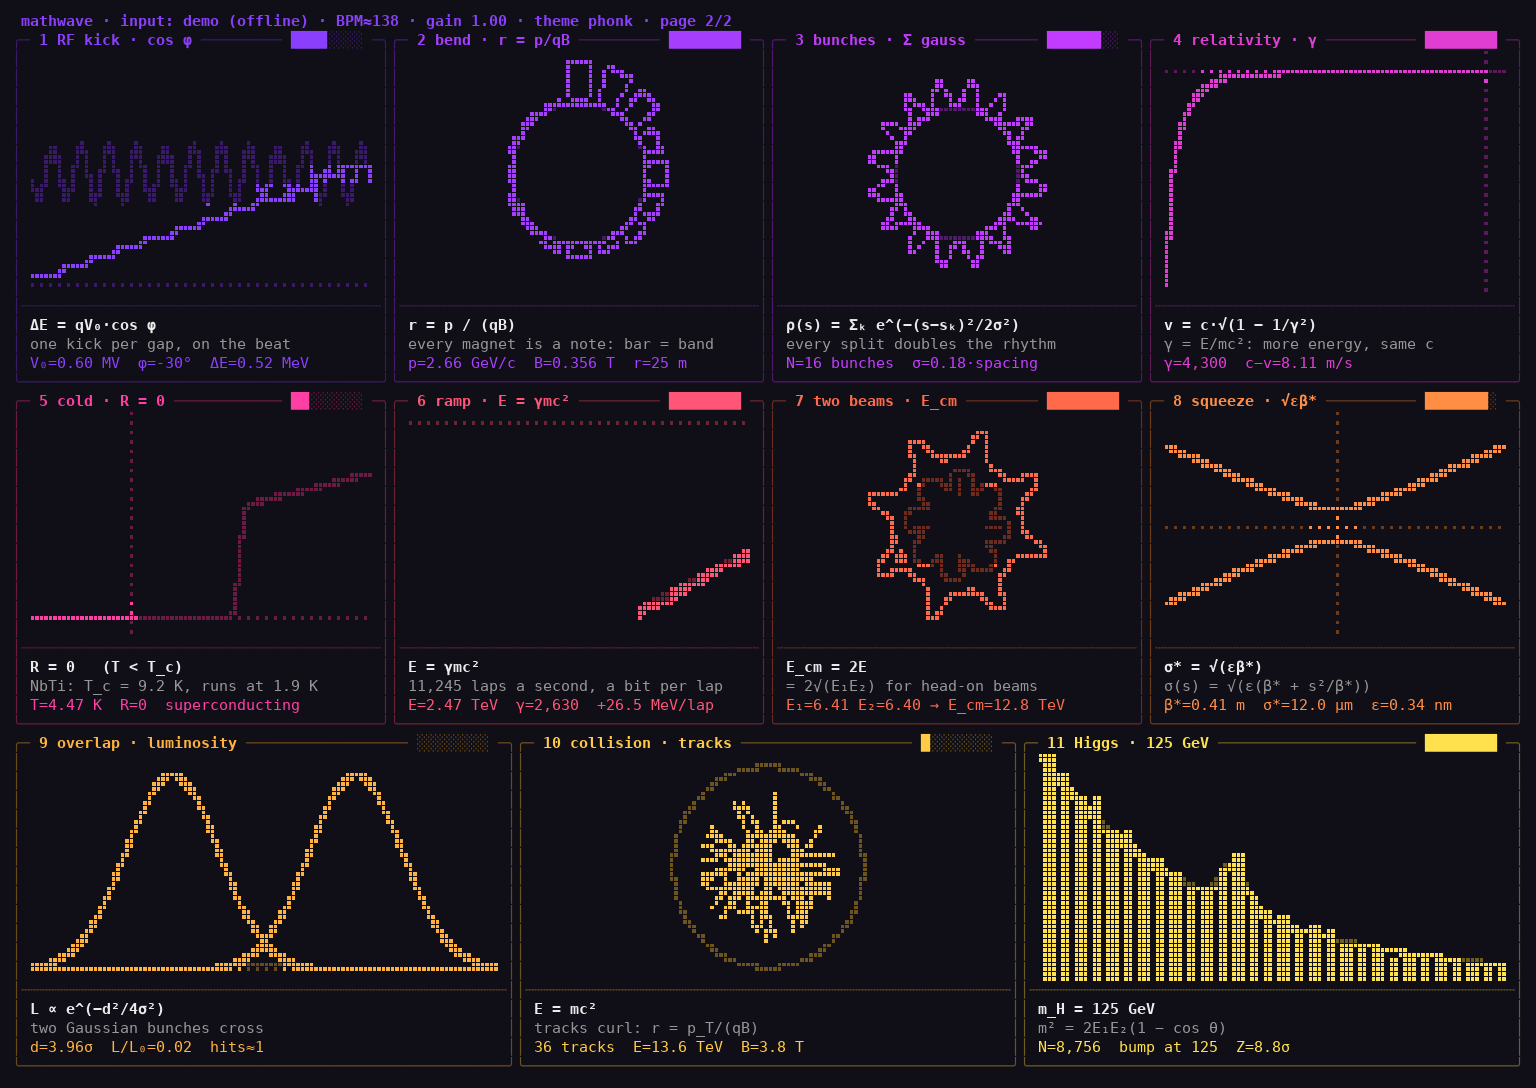 mathwave · input: demo (offline) · BPM≈138 · gain 1.00 · theme phonk · page 2/2
1 RF kick · cos φ
2 bend · r = p/qB
3 bunches · Σ gauss
4 relativity · γ
ΔE = qV₀·cos φ
one kick per gap, on the beat
V₀=0.60 MV  φ=-30°  ΔE=0.52 MeV
r = p / (qB)
every magnet is a note: bar = band
p=2.66 GeV/c  B=0.356 T  r=25 m
ρ(s) = Σₖ e^(−(s−sₖ)²/2σ²)
every split doubles the rhythm
N=16 bunches  σ=0.18·spacing
v = c·√(1 − 1/γ²)
γ = E/mc²: more energy, same c
γ=4,300  c−v=8.11 m/s
5 cold · R = 0
6 ramp · E = γmc²
7 two beams · E_cm
8 squeeze · √εβ*
R = 0   (T < T_c)
NbTi: T_c = 9.2 K, runs at 1.9 K
T=4.47 K  R=0  superconducting
E = γmc²
11,245 laps a second, a bit per lap
E=2.47 TeV  γ=2,630  +26.5 MeV/lap
E_cm = 2E
= 2√(E₁E₂) for head-on beams
E₁=6.41 E₂=6.40 → E_cm=12.8 TeV
σ* = √(εβ*)
σ(s) = √(ε(β* + s²/β*))
β*=0.41 m  σ*=12.0 μm  ε=0.34 nm
9 overlap · luminosity
10 collision · tracks
11 Higgs · 125 GeV
L ∝ e^(−d²/4σ²)
two Gaussian bunches cross
d=3.96σ  L/L₀=0.02  hits≈1
E = mc²
tracks curl: r = p_T/(qB)
36 tracks  E=13.6 TeV  B=3.8 T
m_H = 125 GeV
m² = 2E₁E₂(1 − cos θ)
N=8,756  bump at 125  Z=8.8σ